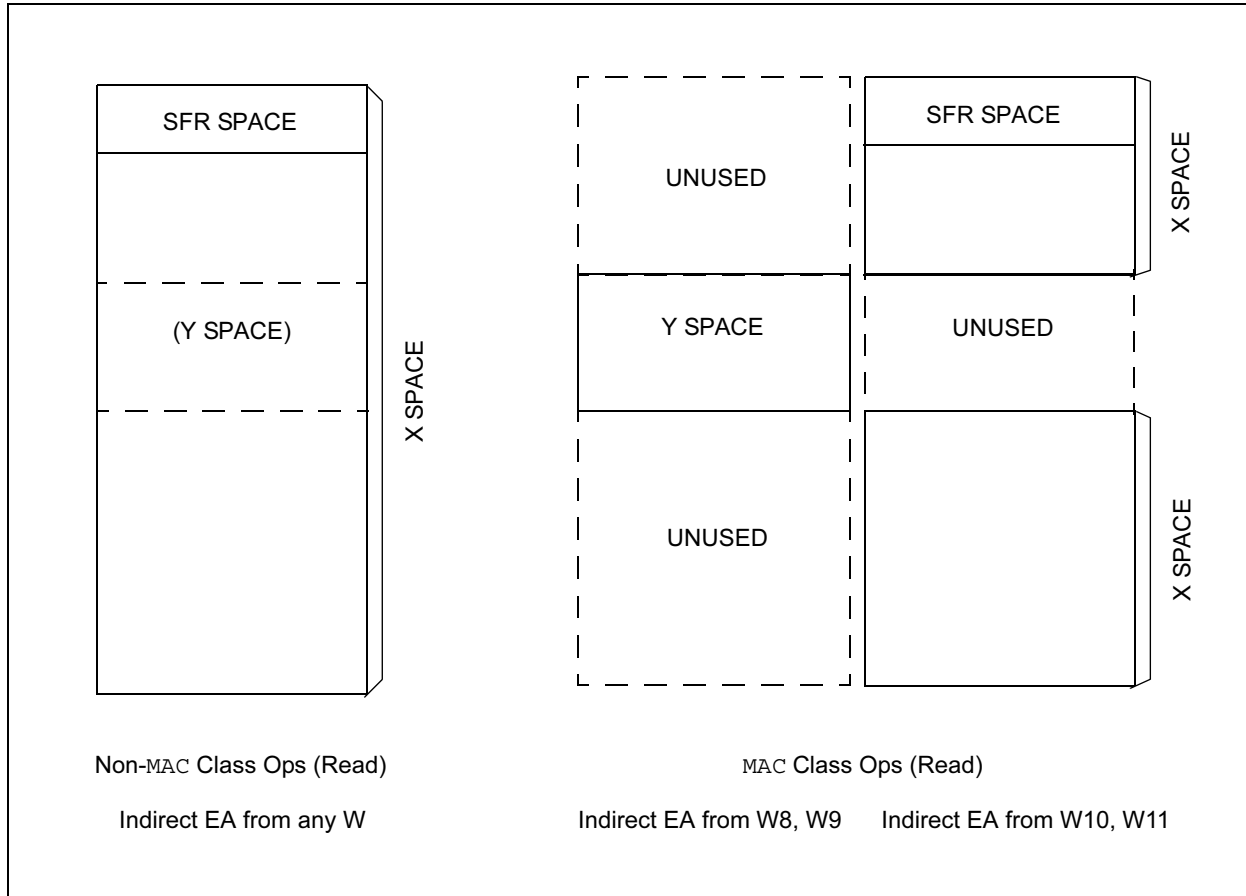 SFR SPACE
(Y SPACE)
X SPACE
Non-MAC Class Ops (Read)
Indirect EA from any W
UNUSED
Y SPACE
UNUSED
SFR SPACE
UNUSED
X SPACE
X SPACE
MAC Class Ops (Read)
Indirect EA from W8, W9
Indirect EA from W10, W11